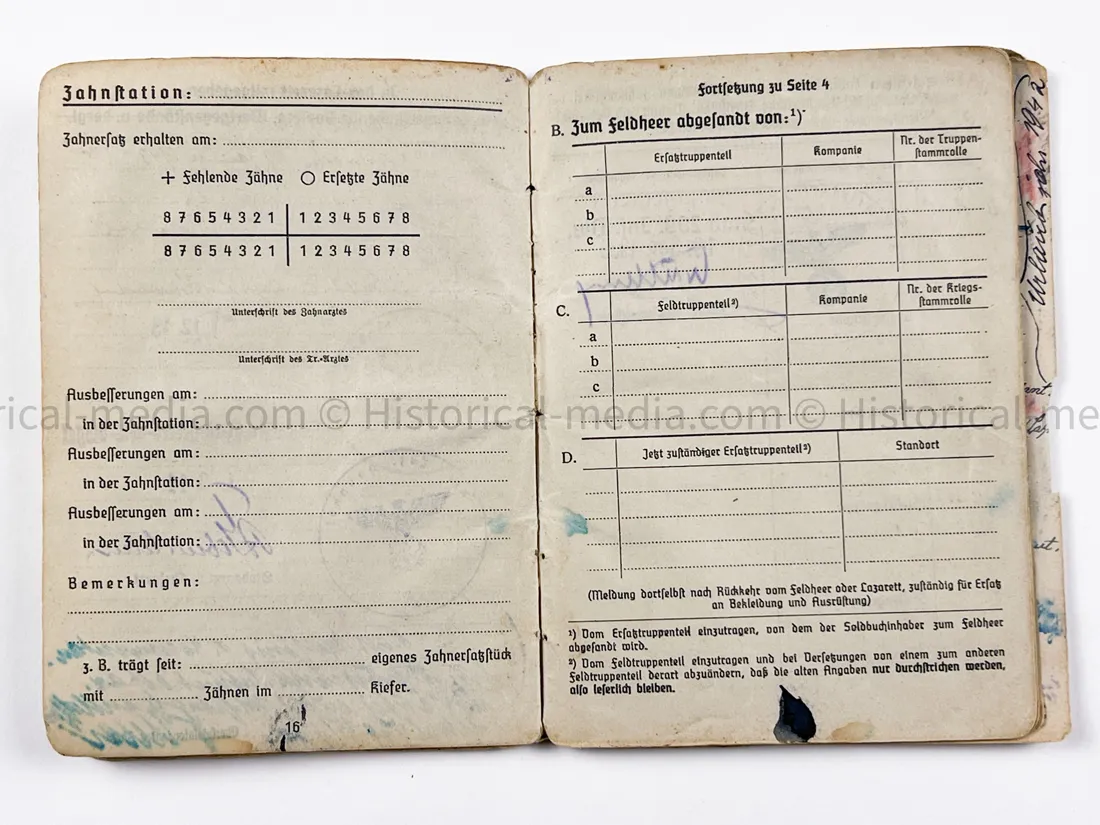 Zahnstation:
Zahnersatz erhalten am:
+ Fehlende Zähne ○ Ersetzte Zähne
8 7 6 5 4 3 2 1 | 1 2 3 4 5 6 7 8
8 7 6 5 4 3 2 1 | 1 2 3 4 5 6 7 8
Unterschrift des Zahnarztes
Unterschrift des Tr.-Arztes
Ausbesserungen am:
in der Zahnstation:
Ausbesserungen am:
in der Zahnstation:
Ausbesserungen am:
in der Zahnstation:
Bemerkungen:
z. B. trägt seit: eigenes Zahnersatzstück
mit Zähnen im Kiefer.
16
Fortsetzung zu Seite 4
B. Zum Feldheer abgesandt von:¹)
Ersatztruppenteil Kompanie Nr. der Truppen-
stammrolle
a
b
c
C. Feldtruppenteil²) Kompanie Nr. der Kriegs-
stammrolle
a
b
c
D. Jetzt zuständiger Ersatztruppenteil²) Standort
(Meldung dortselbst nach Rückkehr vom Feldheer oder Lazarett, zuständig für Ersatz
an Bekleidung und Ausrüstung)
¹) Vom Ersatztruppenteil einzutragen, von dem der Soldbuchinhaber zum Feldheer
abgesandt wird.
²) Vom Feldtruppenteil einzutragen und bei Versetzungen von einem zum anderen
Feldtruppenteil derart abzuändern, daß die alten Angaben nur durchstrichen werden,
also leserlich bleiben.
Urlaub 1942
rical-media.com © Historical-media.com © Historical-me